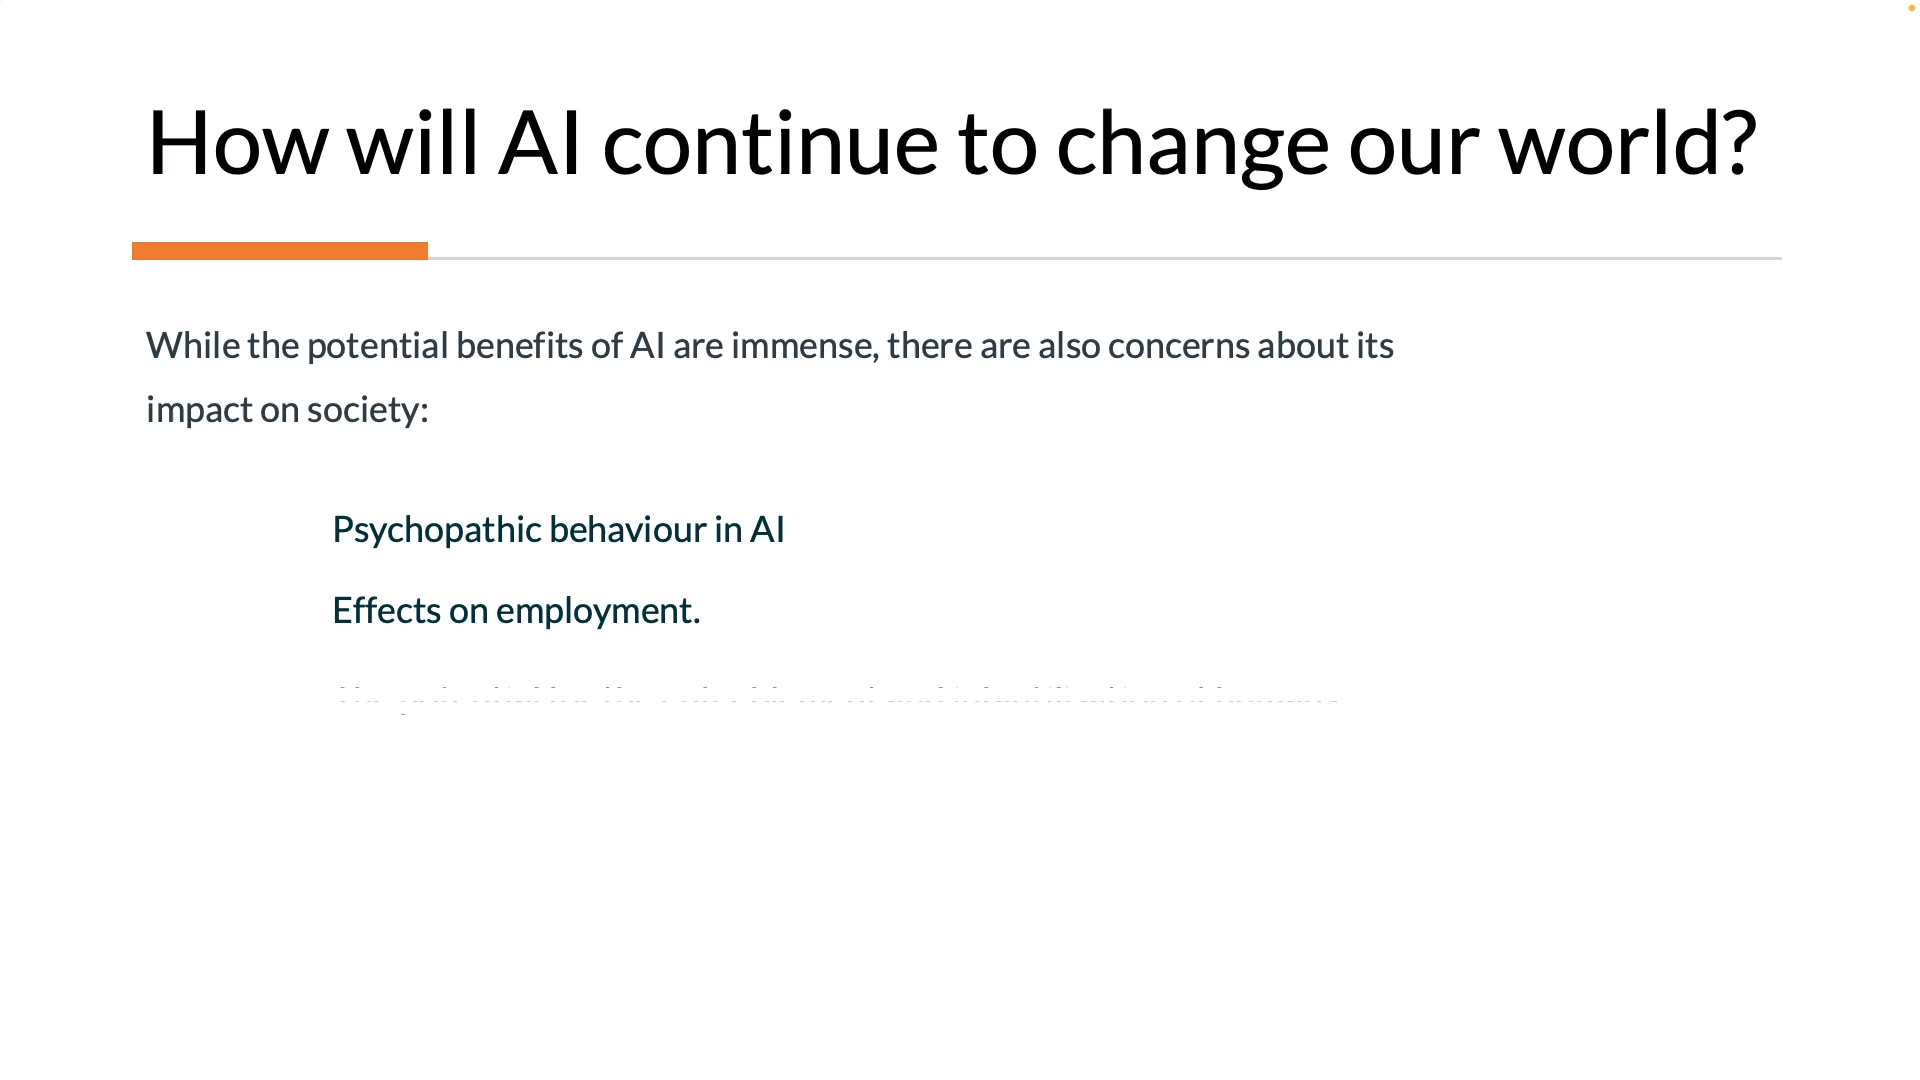 How will AI continue to change our world?
While the potential benefits of AI are immense, there are also concerns about its
impact on society:
Psychopathic behaviour in AI
Effects on employment.